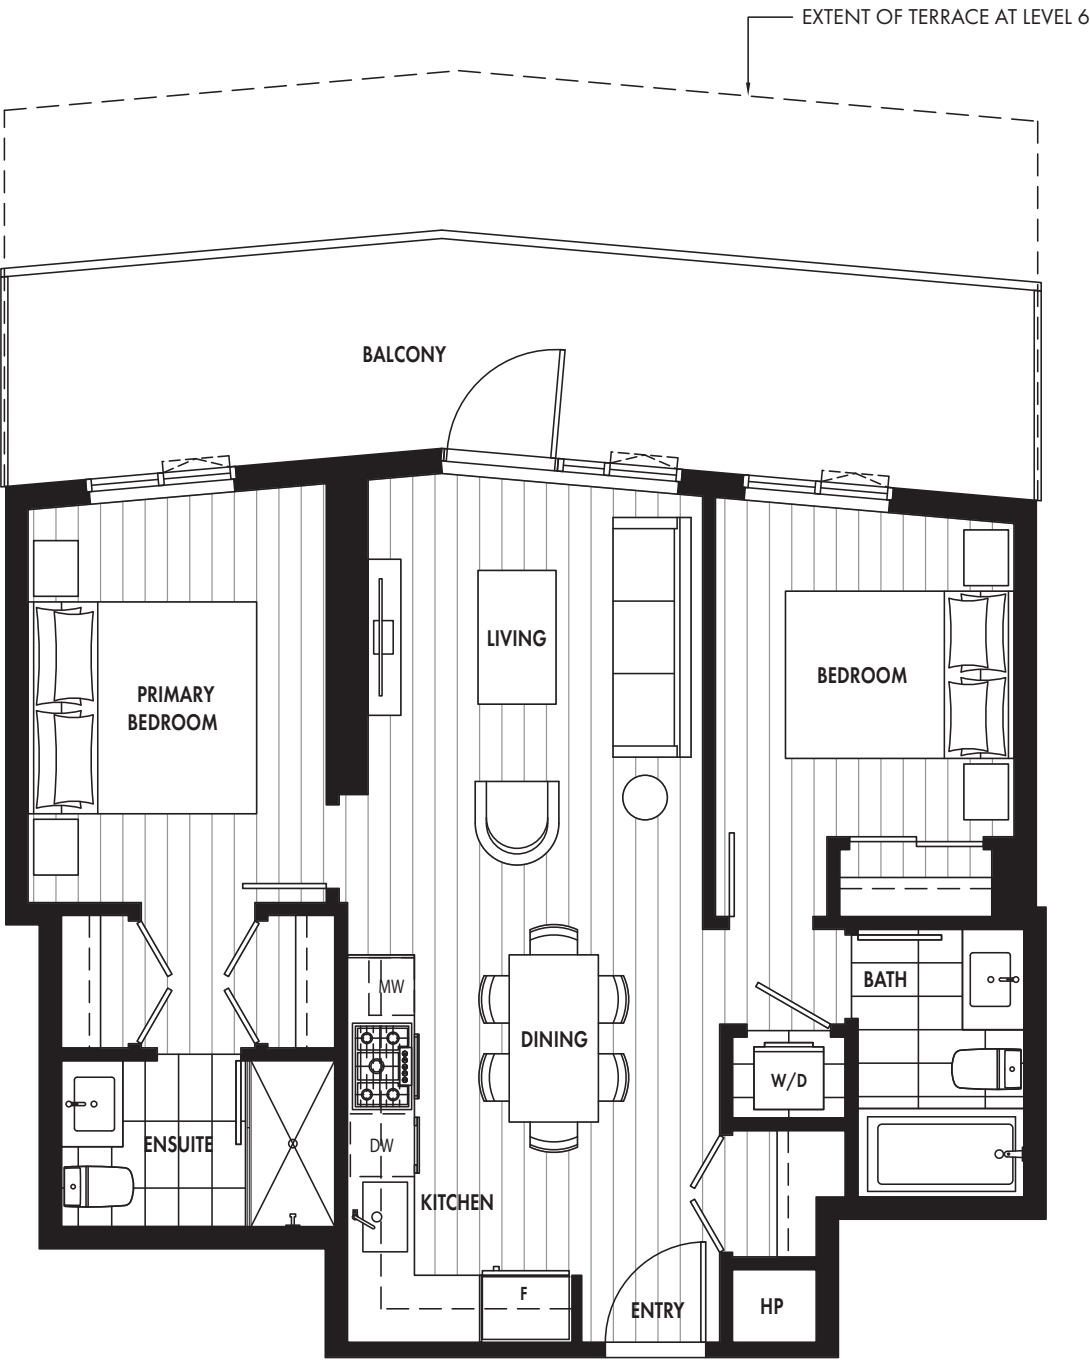 EXTENT OF TERRACE AT LEVEL 6
BALCONY
LIVING
PRIMARY
BEDROOM
BEDROOM
MW
BATH
DINING
W/D
ENSUITE
DW
KITCHEN
F
ENTRY
HP